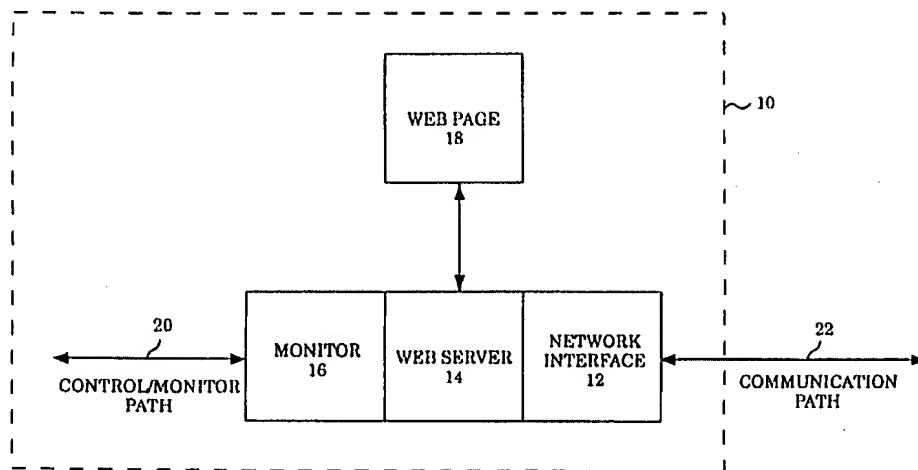 WEB PAGE
18
10
20
CONTROL/MONITOR
PATH
MONITOR
16
WEB SERVER
14
NETWORK
INTERFACE
12
22
COMMUNICATION
PATH